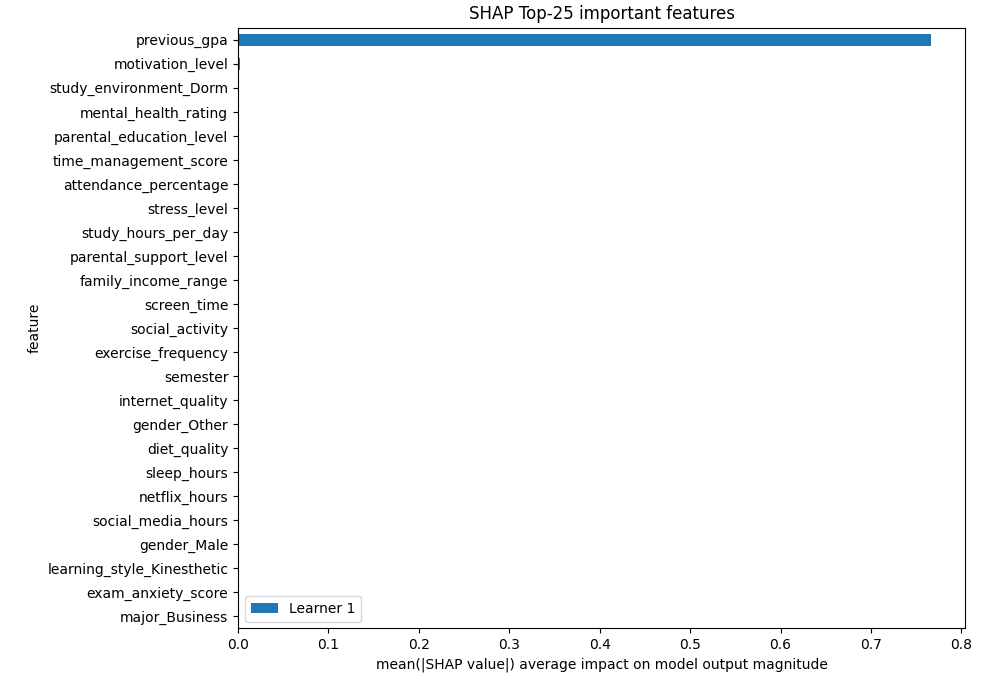 SHAP Top-25 important features
previous_gpa
motivation_level
study_environment_Dorm
mental_health_rating
parental_education_level
time_management_score
attendance_percentage
stress_level
study_hours_per_day
parental_support_level
family_income_range
screen_time
social_activity
exercise_frequency
semester
internet_quality
gender_Other
diet_quality
sleep_hours
netflix_hours
social_media_hours
gender_Male
learning_style_Kinesthetic
exam_anxiety_score
major_Business
feature
Learner 1
0.0 0.1 0.2 0.3 0.4 0.5 0.6 0.7 0.8
mean(|SHAP value|) average impact on model output magnitude